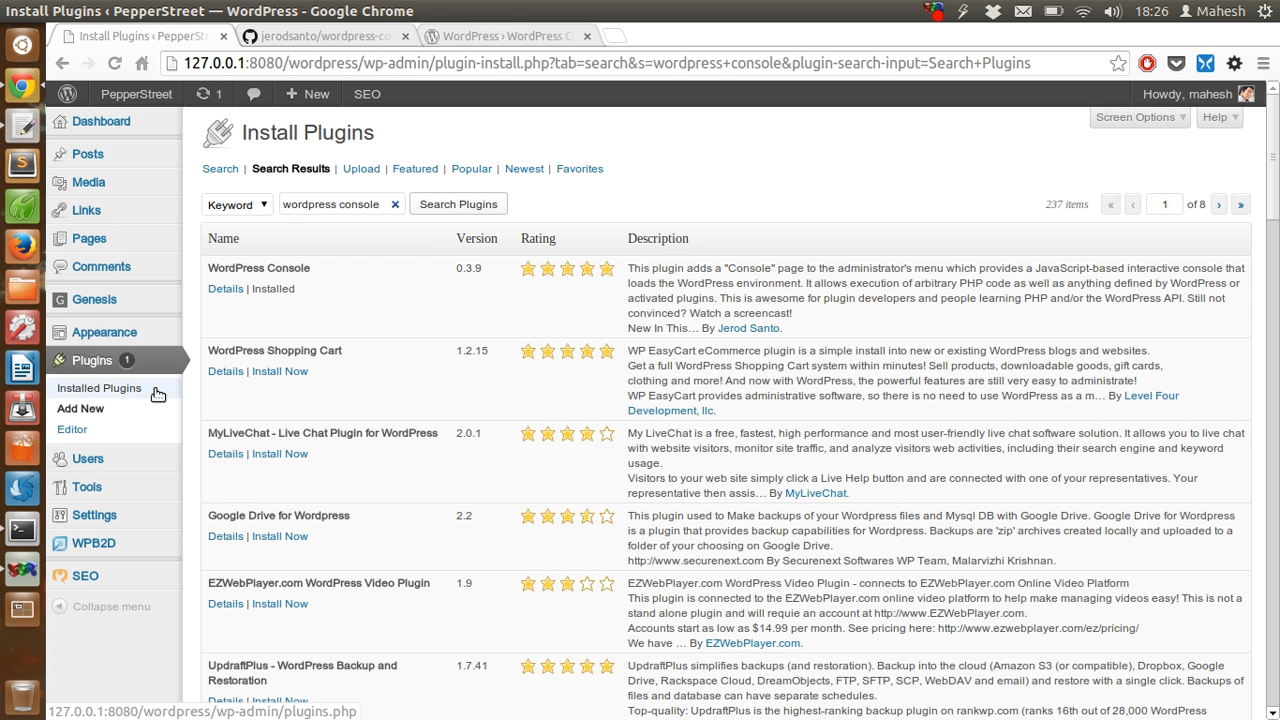 Install Plugins ‹ PepperStreet — WordPress - Google Chrome
18:26 Mahesh
Install Plugins ‹ PepperStr × jerodsanto/wordpress-co × WordPress › WordPress C ×
127.0.0.1:8080/wordpress/wp-admin/plugin-install.php?tab=search&s=wordpress+console&plugin-search-input=Search+Plugins
PepperStreet 1 + New SEO Howdy, mahesh
Dashboard
Posts
Media
Links
Pages
Comments
Genesis
Appearance
Plugins 1
Installed Plugins
Add New
Editor
Users
Tools
Settings
WPB2D
SEO
Collapse menu
Screen Options ▼ Help ▼
Install Plugins
Search | Search Results | Upload | Featured | Popular | Newest | Favorites
Keyword ▼ wordpress console × Search Plugins 237 items « ‹ 1 of 8 › »
Name Version Rating Description
WordPress Console 0.3.9
Details | Installed
This plugin adds a "Console" page to the administrator's menu which provides a JavaScript-based interactive console that
loads the WordPress environment. It allows execution of arbitrary PHP code as well as anything defined by WordPress or
activated plugins. This is awesome for plugin developers and people learning PHP and/or the WordPress API. Still not
convinced? Watch a screencast!
New In This… By Jerod Santo.
WordPress Shopping Cart 1.2.15
Details | Install Now
WP EasyCart eCommerce plugin is a simple install into new or existing WordPress blogs and websites.
Get a full WordPress Shopping Cart system within minutes! Sell products, downloadable goods, gift cards,
clothing and more! And now with WordPress, the powerful features are still very easy to administrate!
WP EasyCart provides administrative software, so there is no need to use WordPress as a m… By Level Four
Development, llc.
MyLiveChat - Live Chat Plugin for WordPress 2.0.1
Details | Install Now
My LiveChat is a free, fastest, high performance and most user-friendly live chat software solution. It allows you to live chat
with website visitors, monitor site traffic, and analyze visitors web activities, including their search engine and keyword
usage.
Visitors to your web site simply click a Live Help button and are connected with one of your representatives. Your
representative then assis… By MyLiveChat.
Google Drive for Wordpress 2.2
Details | Install Now
This plugin used to Make backups of your Wordpress files and Mysql DB with Google Drive. Google Drive for Wordpress
is a plugin that provides backup capabilities for Wordpress. Backups are 'zip' archives created locally and uploaded to a
folder of your choosing on Google Drive.
http://www.securenext.com By Securenext Softwares WP Team, Malarvizhi Krishnan.
EZWebPlayer.com WordPress Video Plugin 1.9
Details | Install Now
EZWebPlayer.com WordPress Video Plugin - connects to EZWebPlayer.com Online Video Platform
This plugin is connected to the EZWebPlayer.com online video platform to help make managing videos easy! This is not a
stand alone plugin and will requie an account at http://www.EZWebPlayer.com.
Accounts start as low as $14.99 per month. See pricing here: http://www.ezwebplayer.com/ez/pricing/
We have … By EZWebPlayer.com.
UpdraftPlus - WordPress Backup and
Restoration
1.7.41
Details | Install Now
UpdraftPlus simplifies backups (and restoration). Backup into the cloud (Amazon S3 (or compatible), Dropbox, Google
Drive, Rackspace Cloud, DreamObjects, FTP, SFTP, SCP, WebDAV and email) and restore with a single click. Backups of
files and database can have separate schedules.
Top-quality: UpdraftPlus is the highest-ranking backup plugin on rankwp.com (ranks 16th out of 28,000 WordPress
127.0.0.1:8080/wordpress/wp-admin/plugins.php